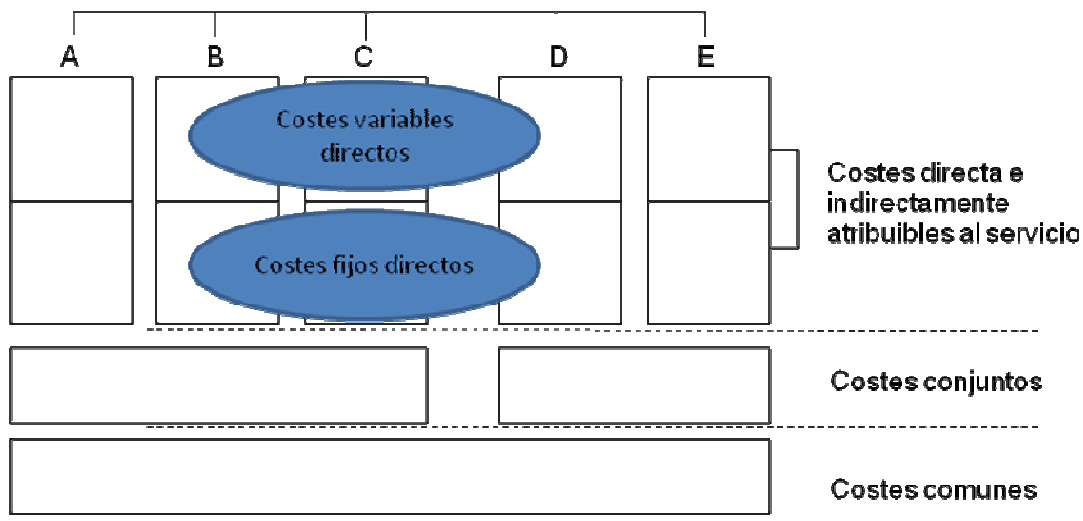 A B C D E
Costes variables
directos
Costes directa e
indirectamente
atribuibles al servicio
Costes fijos directos
Costes conjuntos
Costes comunes